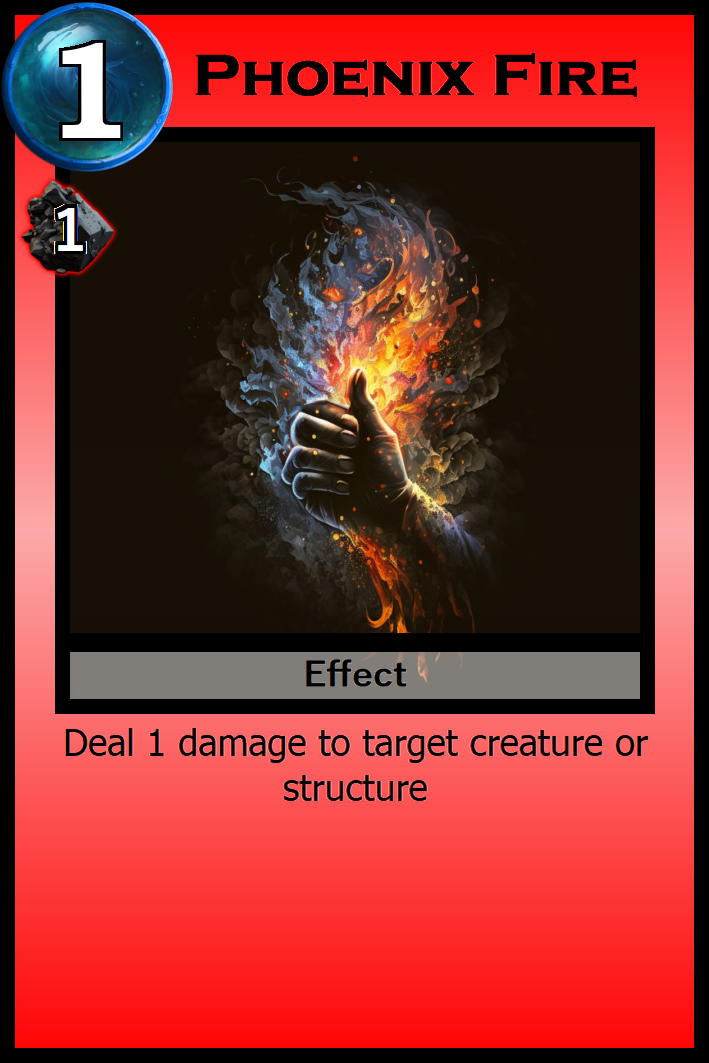 1
Phoenix Fire
1
Effect
Deal 1 damage to target creature or
structure